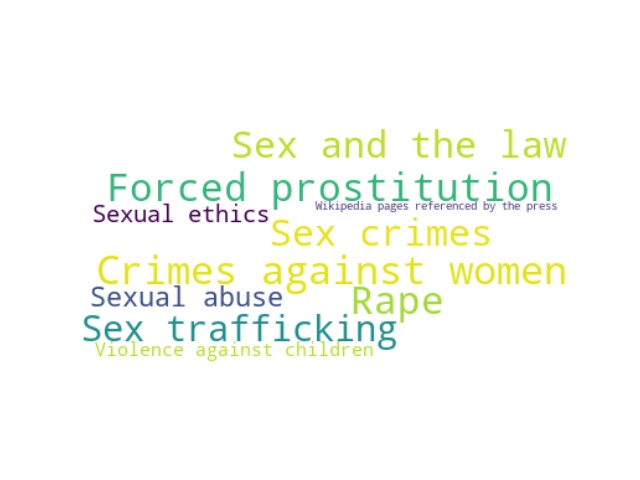 Sex and the law
Forced prostitution
Wikipedia pages referenced by the press
Sexual ethics
Sex crimes
Crimes against women
Sexual abuse
Rape
Sex trafficking
Violence against children